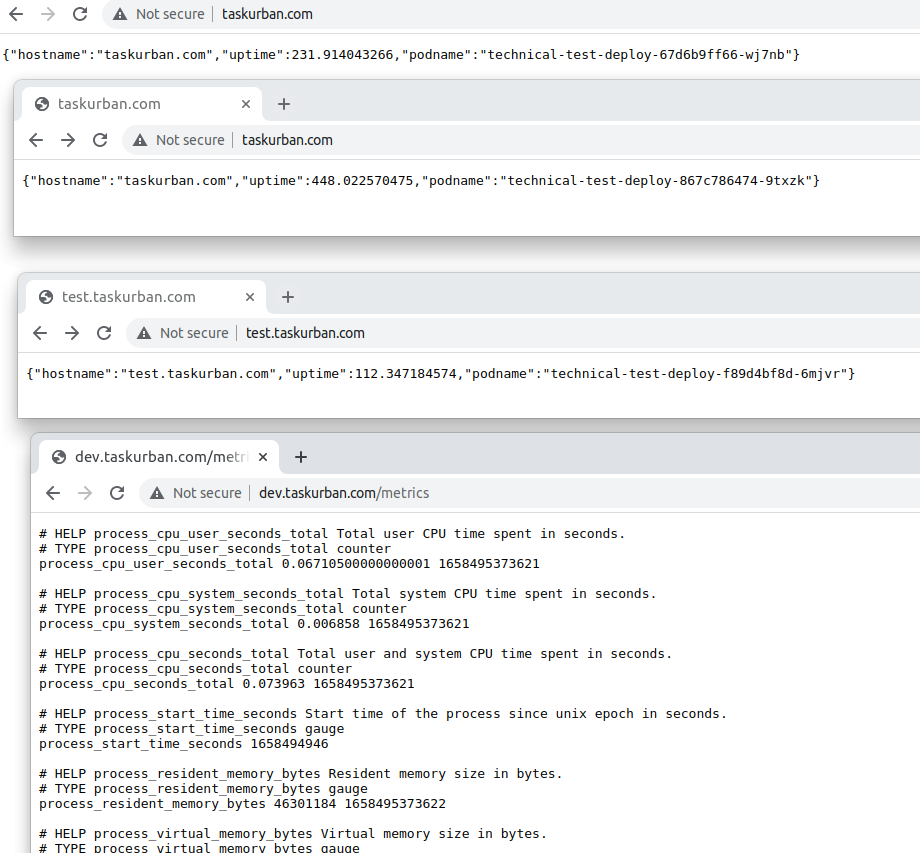 Not secure taskurban.com
{"hostname":"taskurban.com","uptime":231.914043266,"podname":"technical-test-deploy-67d6b9ff66-wj7nb"}
taskurban.com
Not secure taskurban.com
{"hostname":"taskurban.com","uptime":448.022570475,"podname":"technical-test-deploy-867c786474-9txzk"}
test.taskurban.com
Not secure test.taskurban.com
{"hostname":"test.taskurban.com","uptime":112.347184574,"podname":"technical-test-deploy-f89d4bf8d-6mjvr"}
dev.taskurban.com/metri
Not secure dev.taskurban.com/metrics
# HELP process_cpu_user_seconds_total Total user CPU time spent in seconds.
# TYPE process_cpu_user_seconds_total counter
process_cpu_user_seconds_total 0.06710500000000001 1658495373621
# HELP process_cpu_system_seconds_total Total system CPU time spent in seconds.
# TYPE process_cpu_system_seconds_total counter
process_cpu_system_seconds_total 0.006858 1658495373621
# HELP process_cpu_seconds_total Total user and system CPU time spent in seconds.
# TYPE process_cpu_seconds_total counter
process_cpu_seconds_total 0.073963 1658495373621
# HELP process_start_time_seconds Start time of the process since unix epoch in seconds.
# TYPE process_start_time_seconds gauge
process_start_time_seconds 1658494946
# HELP process_resident_memory_bytes Resident memory size in bytes.
# TYPE process_resident_memory_bytes gauge
process_resident_memory_bytes 46301184 1658495373622
# HELP process_virtual_memory_bytes Virtual memory size in bytes.
# TYPE process_virtual_memory_bytes gauge